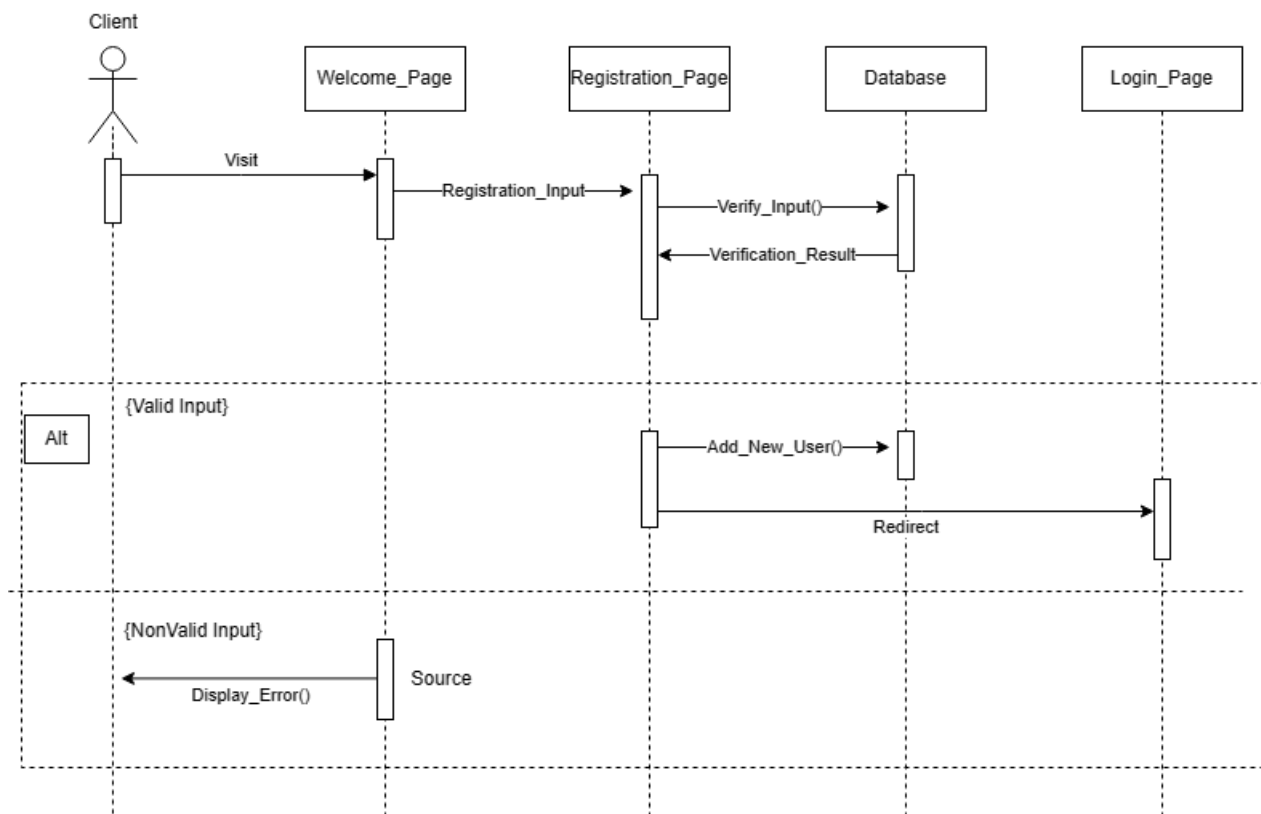 Client
Welcome_Page
Registration_Page
Database
Login_Page
Visit
Registration_Input
Verify_Input()
Verification_Result
{Valid Input}
Alt
Add_New_User()
Redirect
{NonValid Input}
Source
Display_Error()